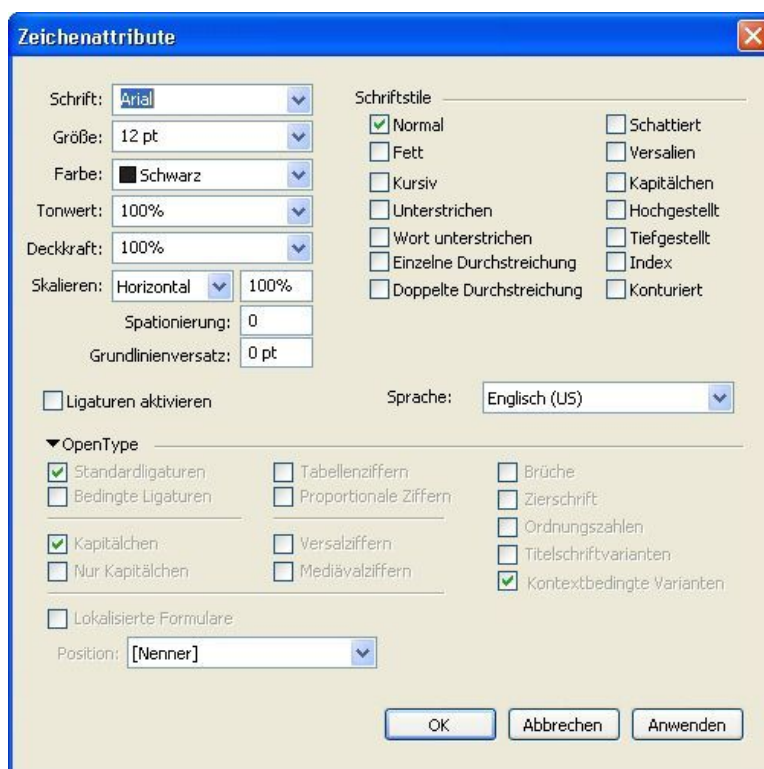 Zeichenattribute
Schrift: Arial
Größe: 12 pt
Farbe: Schwarz
Tonwert: 100%
Deckkraft: 100%
Skalieren: Horizontal 100%
Spationierung: 0
Grundlinienversatz: 0 pt
Schriftstile
Normal Schattiert
Fett Versalien
Kursiv Kapitälchen
Unterstrichen Hochgestellt
Wort unterstrichen Tiefgestellt
Einzelne Durchstreichung Index
Doppelte Durchstreichung Konturiert
Ligaturen aktivieren Sprache: Englisch (US)
OpenType
Standardligaturen Tabellenziffern Brüche
Bedingte Ligaturen Proportionale Ziffern Zierschrift
Ordnungszahlen
Kapitälchen Versalziffern Titelschriftvarianten
Nur Kapitälchen Mediävalziffern Kontextbedingte Varianten
Lokalisierte Formulare
Position: [Nenner]
OK Abbrechen Anwenden